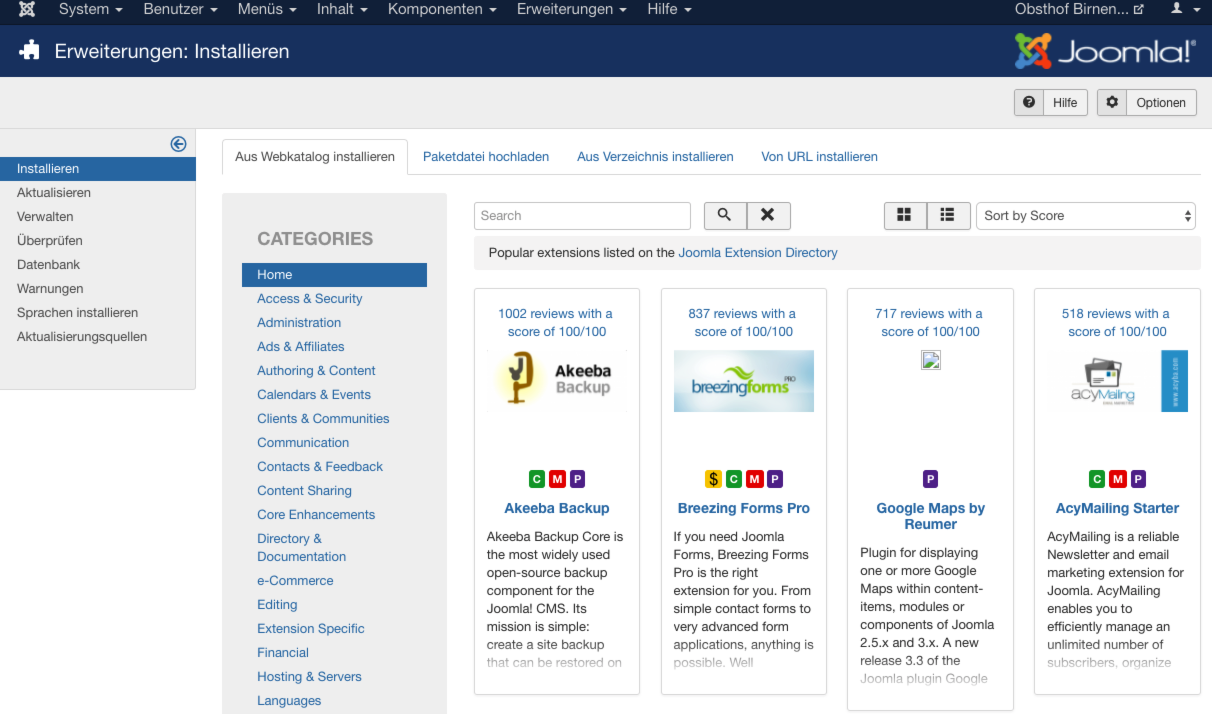 System Benutzer Menüs Inhalt Komponenten Erweiterungen Hilfe Obsthof Birnen...
Erweiterungen: Installieren
Joomla!®
Hilfe Optionen
Installieren
Aktualisieren
Verwalten
Überprüfen
Datenbank
Warnungen
Sprachen installieren
Aktualisierungsquellen
Aus Webkatalog installieren Paketdatei hochladen Aus Verzeichnis installieren Von URL installieren
CATEGORIES
Home
Access & Security
Administration
Ads & Affiliates
Authoring & Content
Calendars & Events
Clients & Communities
Communication
Contacts & Feedback
Content Sharing
Core Enhancements
Directory &
Documentation
e-Commerce
Editing
Extension Specific
Financial
Hosting & Servers
Languages
Search Sort by Score
Popular extensions listed on the Joomla Extension Directory
1002 reviews with a
score of 100/100
Akeeba
Backup
C M P
Akeeba Backup
Akeeba Backup Core is
the most widely used
open-source backup
component for the
Joomla! CMS. Its
mission is simple:
create a site backup
that can be restored on
837 reviews with a
score of 100/100
breezingforms PRO
$ C M P
Breezing Forms Pro
If you need Joomla
Forms, Breezing Forms
Pro is the right
extension for you. From
simple contact forms to
very advanced form
applications, anything is
possible. Well
717 reviews with a
score of 100/100
P
Google Maps by
Reumer
Plugin for displaying
one or more Google
Maps within content-
items, modules or
components of Joomla
2.5.x and 3.x. A new
release 3.3 of the
Joomla plugin Google
518 reviews with a
score of 100/100
acyMailing
www.acyba.com
C M P
AcyMailing Starter
AcyMailing is a reliable
Newsletter and email
marketing extension for
Joomla. AcyMailing
enables you to
efficiently manage an
unlimited number of
subscribers, organize